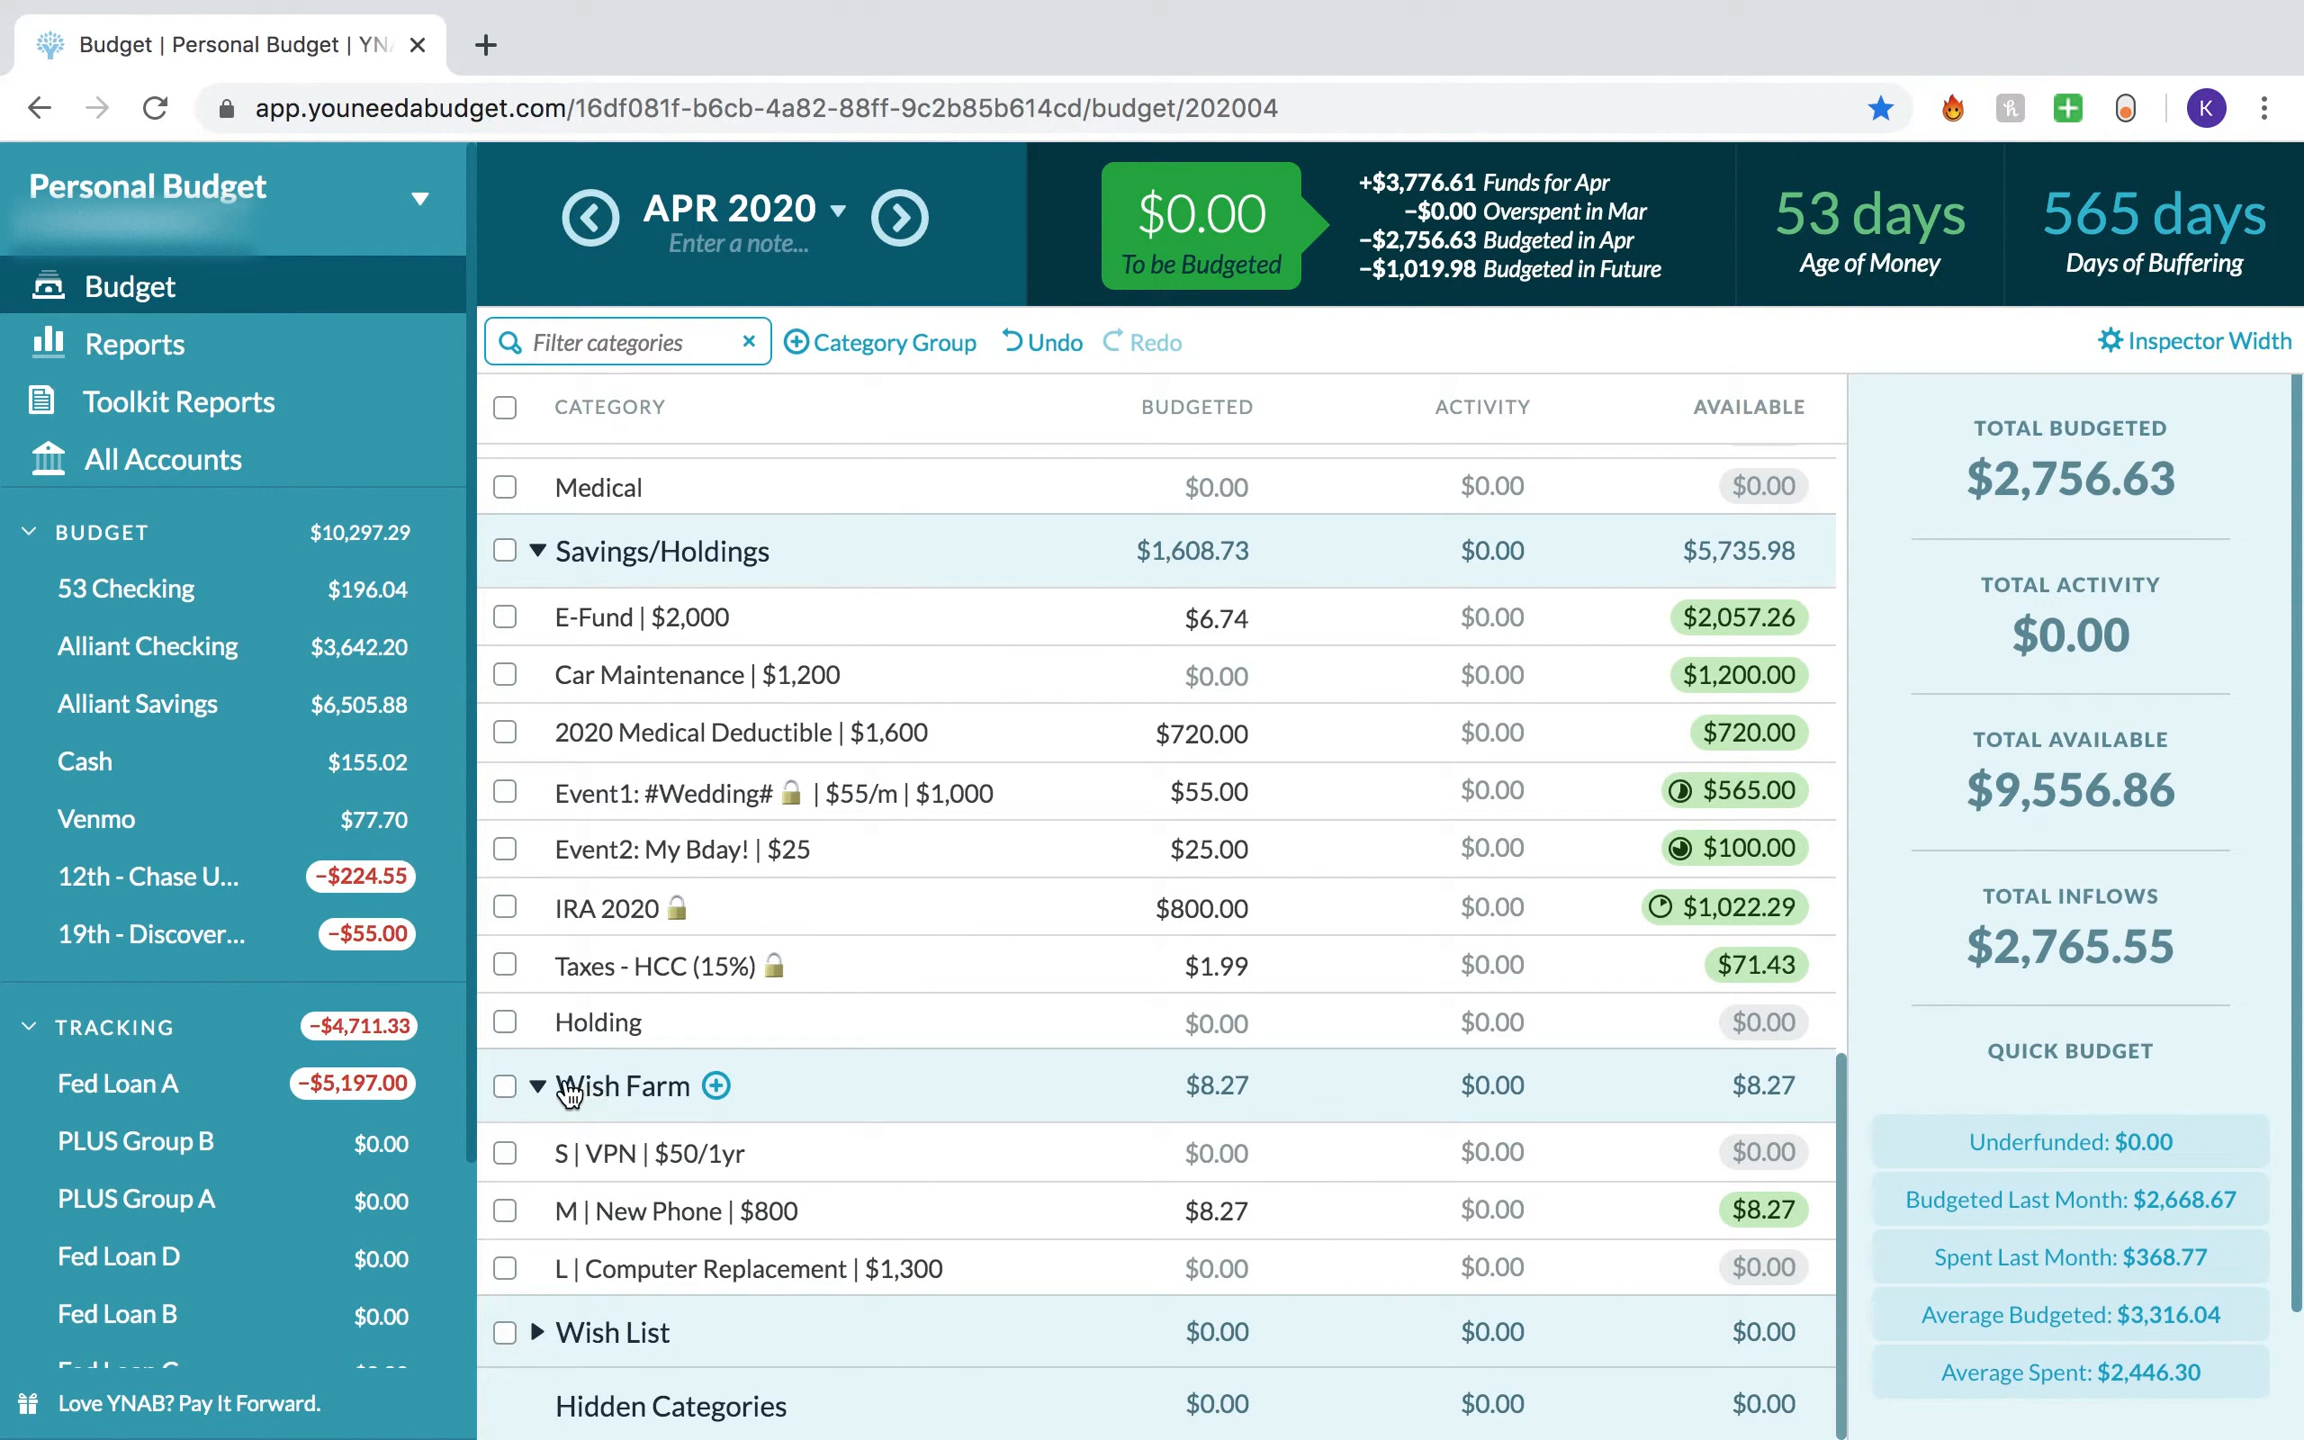 Budget | Personal Budget | YN
app.youneedabudget.com/16df081f-b6cb-4a82-88ff-9c2b85b614cd/budget/202004
K
Personal Budget
Budget
Reports
Toolkit Reports
All Accounts
BUDGET $10,297.29
53 Checking $196.04
Alliant Checking $3,642.20
Alliant Savings $6,505.88
Cash $155.02
Venmo $77.70
12th - Chase U... -$224.55
19th - Discover... -$55.00
TRACKING -$4,711.33
Fed Loan A -$5,197.00
PLUS Group B $0.00
PLUS Group A $0.00
Fed Loan D $0.00
Fed Loan B $0.00
Love YNAB? Pay It Forward.
APR 2020
Enter a note...
$0.00
To be Budgeted
+$3,776.61 Funds for Apr
-$0.00 Overspent in Mar
-$2,756.63 Budgeted in Apr
-$1,019.98 Budgeted in Future
53 days
Age of Money
565 days
Days of Buffering
Filter categories
Category Group Undo Redo
Inspector Width
CATEGORY BUDGETED ACTIVITY AVAILABLE
Medical $0.00 $0.00 $0.00
Savings/Holdings $1,608.73 $0.00 $5,735.98
E-Fund | $2,000 $6.74 $0.00 $2,057.26
Car Maintenance | $1,200 $0.00 $0.00 $1,200.00
2020 Medical Deductible | $1,600 $720.00 $0.00 $720.00
Event1: #Wedding# 🔒 | $55/m | $1,000 $55.00 $0.00 $565.00
Event2: My Bday! | $25 $25.00 $0.00 $100.00
IRA 2020 🔒 $800.00 $0.00 $1,022.29
Taxes - HCC (15%) 🔒 $1.99 $0.00 $71.43
Holding $0.00 $0.00 $0.00
Wish Farm $8.27 $0.00 $8.27
S | VPN | $50/1yr $0.00 $0.00 $0.00
M | New Phone | $800 $8.27 $0.00 $8.27
L | Computer Replacement | $1,300 $0.00 $0.00 $0.00
Wish List $0.00 $0.00 $0.00
Hidden Categories $0.00 $0.00 $0.00
TOTAL BUDGETED
$2,756.63
TOTAL ACTIVITY
$0.00
TOTAL AVAILABLE
$9,556.86
TOTAL INFLOWS
$2,765.55
QUICK BUDGET
Underfunded: $0.00
Budgeted Last Month: $2,668.67
Spent Last Month: $368.77
Average Budgeted: $3,316.04
Average Spent: $2,446.30